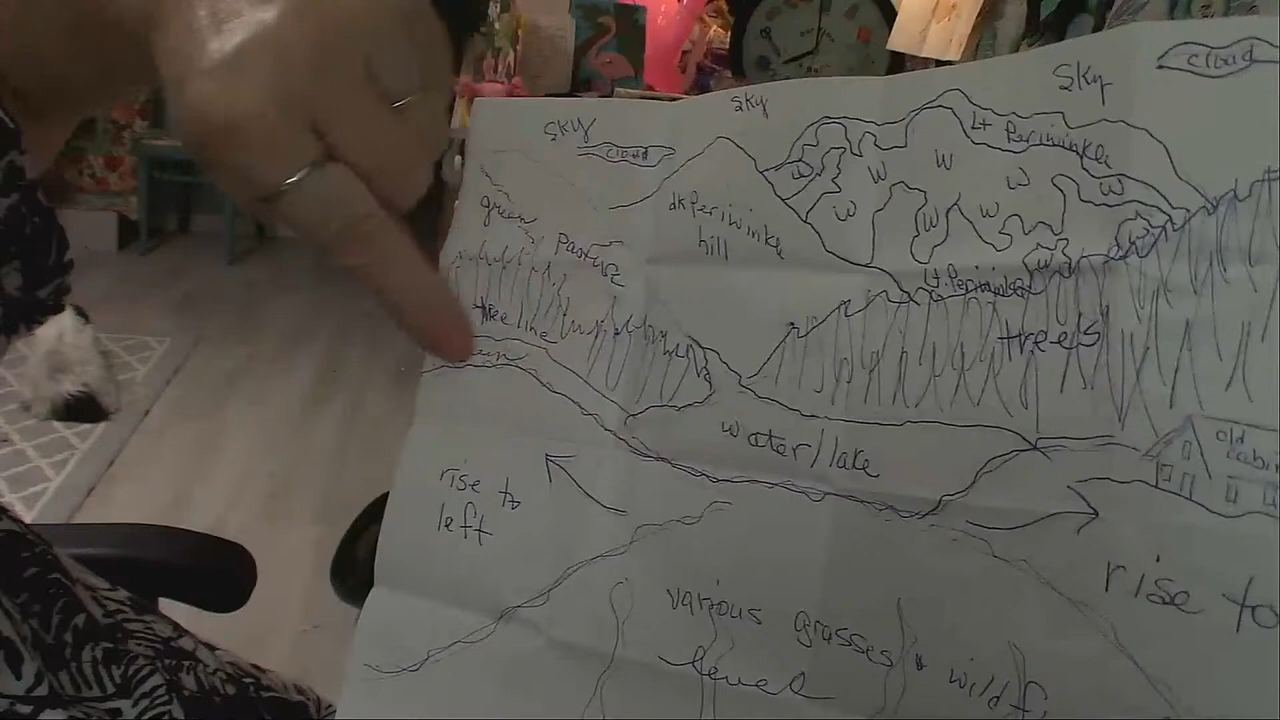 Sky
cloud
Sky
Sky
cloud
Lt Periwinkle
W
W
W
W
W
W
W
W
W
green
Pasture
dk Periwinkle
hill
Lt. Periwinkle
tree line
trees
water/lake
old
cabin
rise to
left
rise to
various grasses & wildf
level